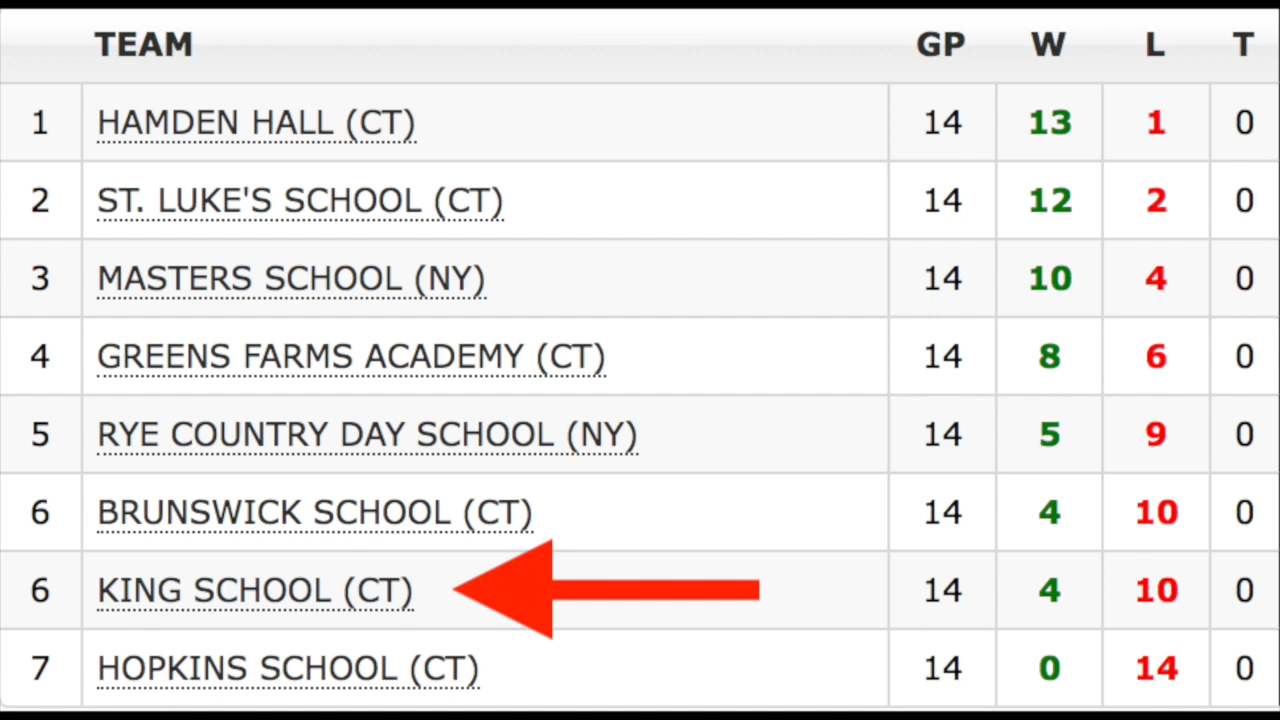 TEAM GP W L T
1 HAMDEN HALL (CT) 14 13 1 0
2 ST. LUKE'S SCHOOL (CT) 14 12 2 0
3 MASTERS SCHOOL (NY) 14 10 4 0
4 GREENS FARMS ACADEMY (CT) 14 8 6 0
5 RYE COUNTRY DAY SCHOOL (NY) 14 5 9 0
6 BRUNSWICK SCHOOL (CT) 14 4 10 0
6 KING SCHOOL (CT) 14 4 10 0
7 HOPKINS SCHOOL (CT) 14 0 14 0